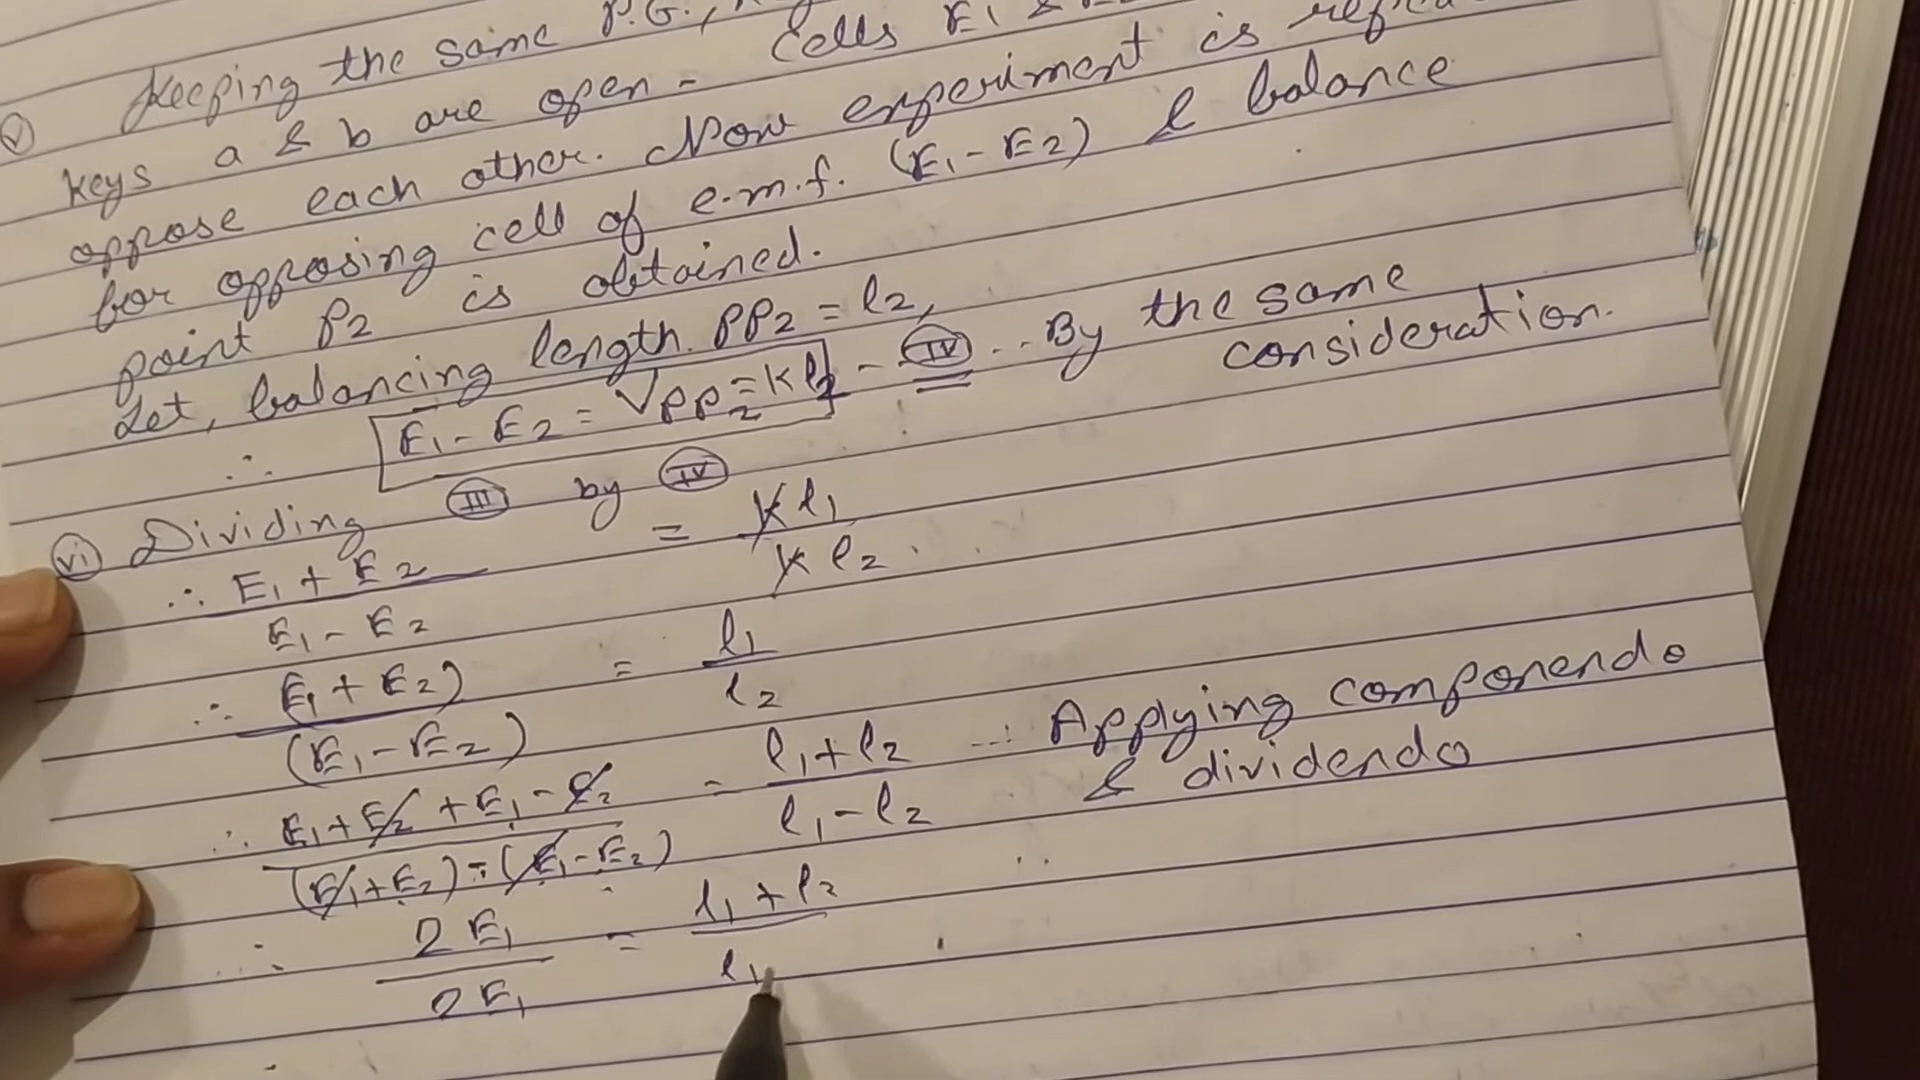 (v) Keeping the same P.G.,
keys a & b are open - Cells E1 &
oppose each other. Now experiment is
for opposing cell of e.m.f. (E1 - E2) & balance
point P2 is obtained.
Let, balancing length PP2 = l2,
∴ E1 - E2 = VPP2 = Kl2 - (IV) ... By the same
consideration.
(vi) Dividing (III) by (IV)
∴ E1 + E2 / E1 - E2 = Kl1 / Kl2
∴ (E1 + E2) / (E1 - E2) = l1 / l2
∴ E1 + E2 + E1 - E2 / (E1 + E2) - (E1 - E2) = l1 + l2 / l1 - l2 ... Applying componendo
& dividendo
∴ 2E1 / 2E1 = l1 + l2 / l1